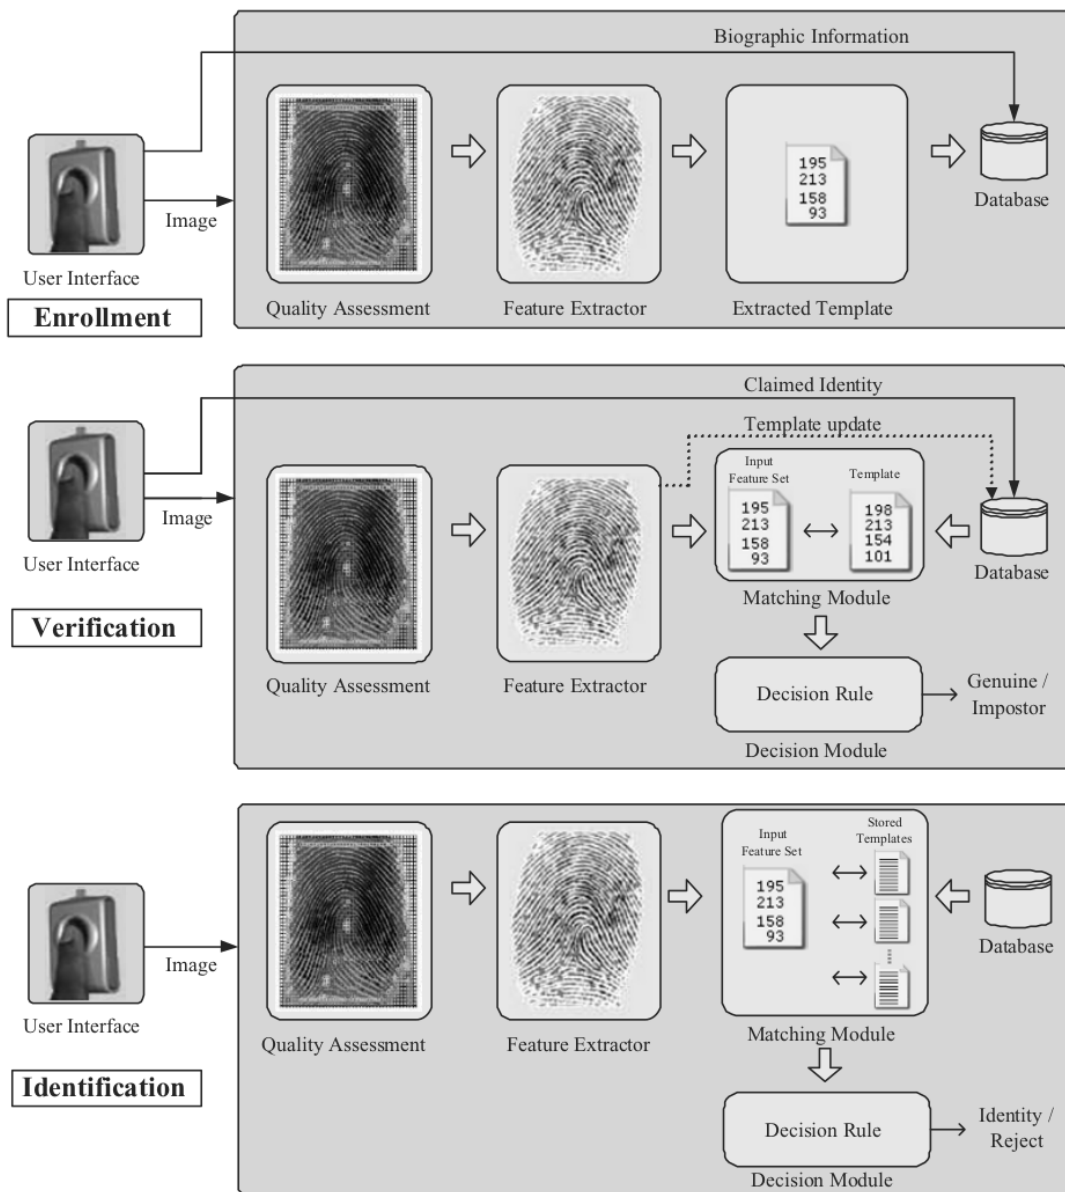 Biographic Information
195
213
158
93
Image
Database
User Interface
Quality Assessment
Feature Extractor
Extracted Template
Enrollment
Claimed Identity
Template update
Input
Feature Set
Template
195
213
158
93
198
213
154
101
Image
User Interface
Database
Matching Module
Verification
Quality Assessment
Feature Extractor
Decision Rule
Genuine /
Impostor
Decision Module
Stored
Templates
Input
Feature Set
195
213
158
93
Image
Database
User Interface
Quality Assessment
Feature Extractor
Matching Module
Identification
Decision Rule
Identity /
Reject
Decision Module